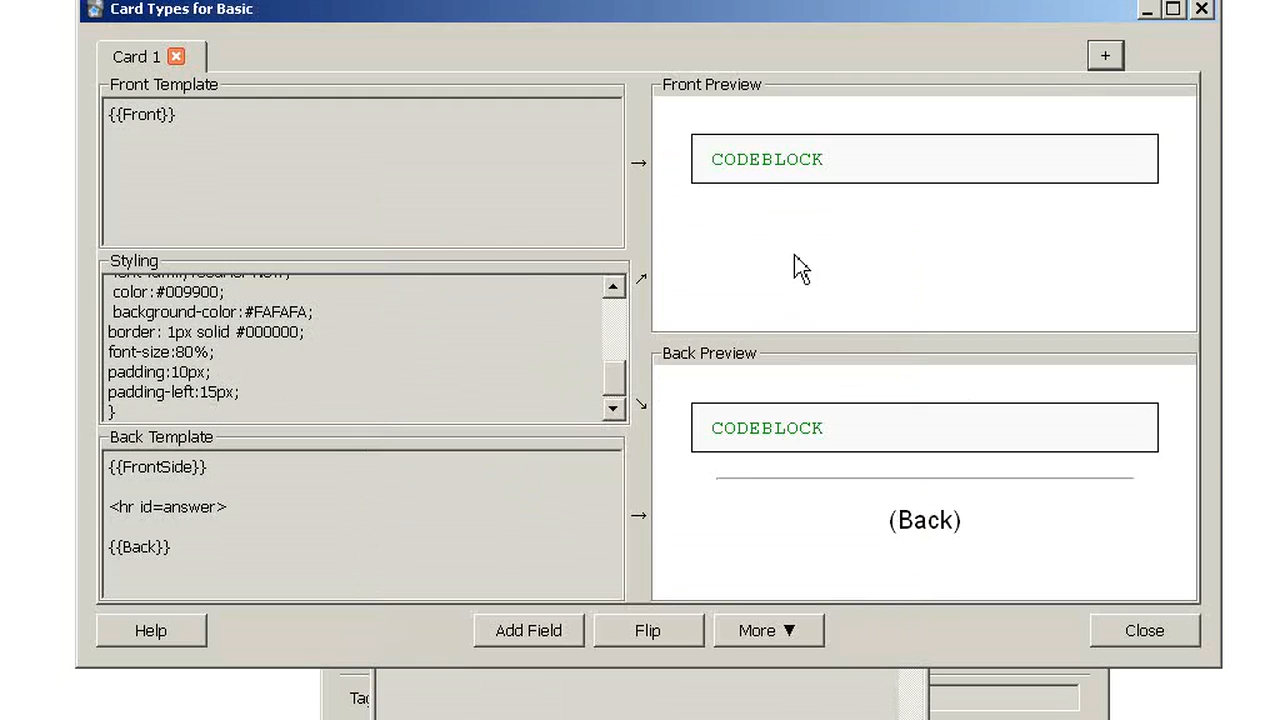 Card Types for Basic
Card 1
+
Front Template
{{Front}}
Styling
color:#009900;
background-color:#FAFAFA;
border: 1px solid #000000;
font-size:80%;
padding:10px;
padding-left:15px;
}
Back Template
{{FrontSide}}
<hr id=answer>
{{Back}}
Front Preview
CODEBLOCK
Back Preview
CODEBLOCK
(Back)
Help
Add Field
Flip
More ▼
Close